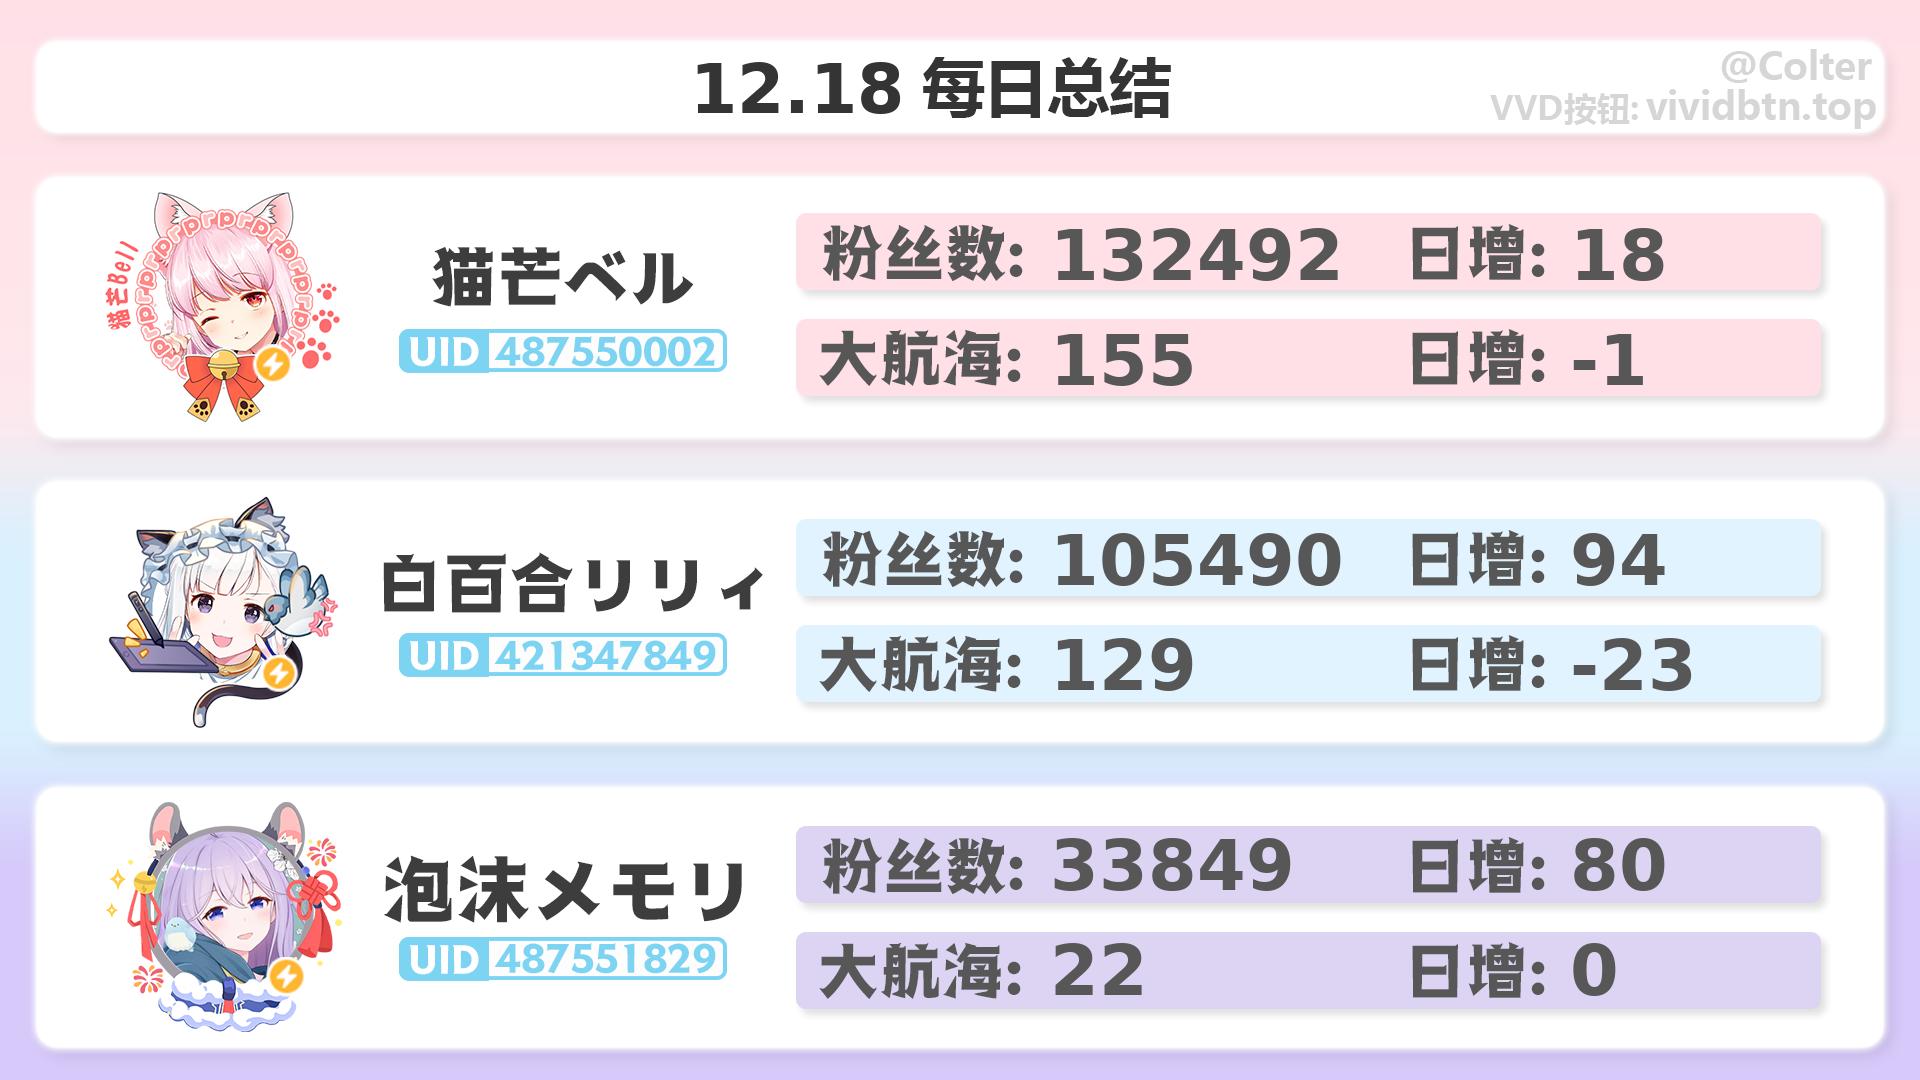 12.18 每日总结
@Colter
VVD按钮: vividbtn.top
猫芒Bell
prprprprprprprpr
猫芒ベル
UID 487550002
粉丝数: 132492 日增: 18
大航海: 155 日增: -1
白百合リリィ
UID 421347849
粉丝数: 105490 日增: 94
大航海: 129 日增: -23
泡沫メモリ
UID 487551829
粉丝数: 33849 日增: 80
大航海: 22 日增: 0